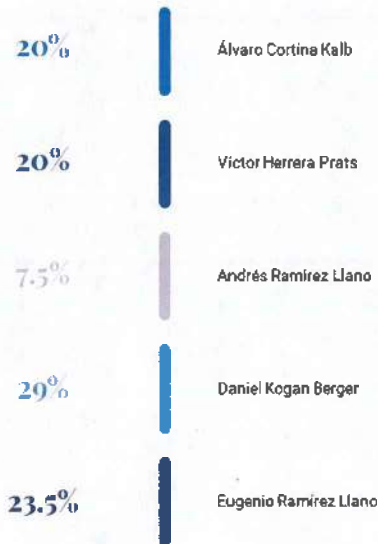 20% Álvaro Cortina Kalb
20% Víctor Herrera Prats
7.5% Andrés Ramírez Llano
29% Daniel Kogan Berger
23.5% Eugenio Ramírez Llano